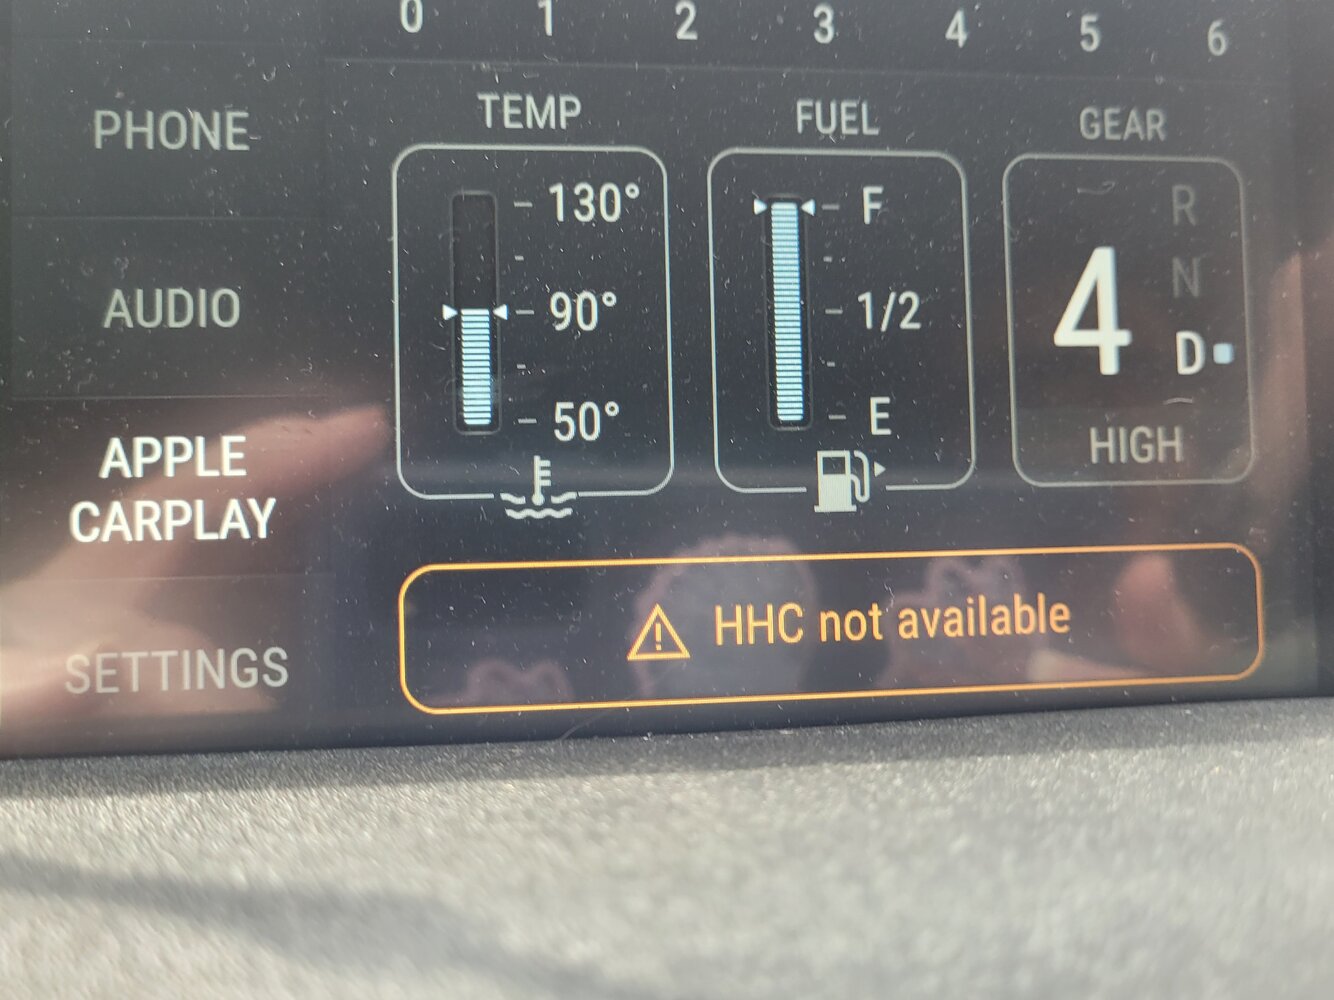 0 1 2 3 4 5 6
PHONE
AUDIO
APPLE
CARPLAY
SETTINGS
TEMP
130°
90°
50°
FUEL
F
1/2
E
GEAR
R
N
4 D
HIGH
HHC not available